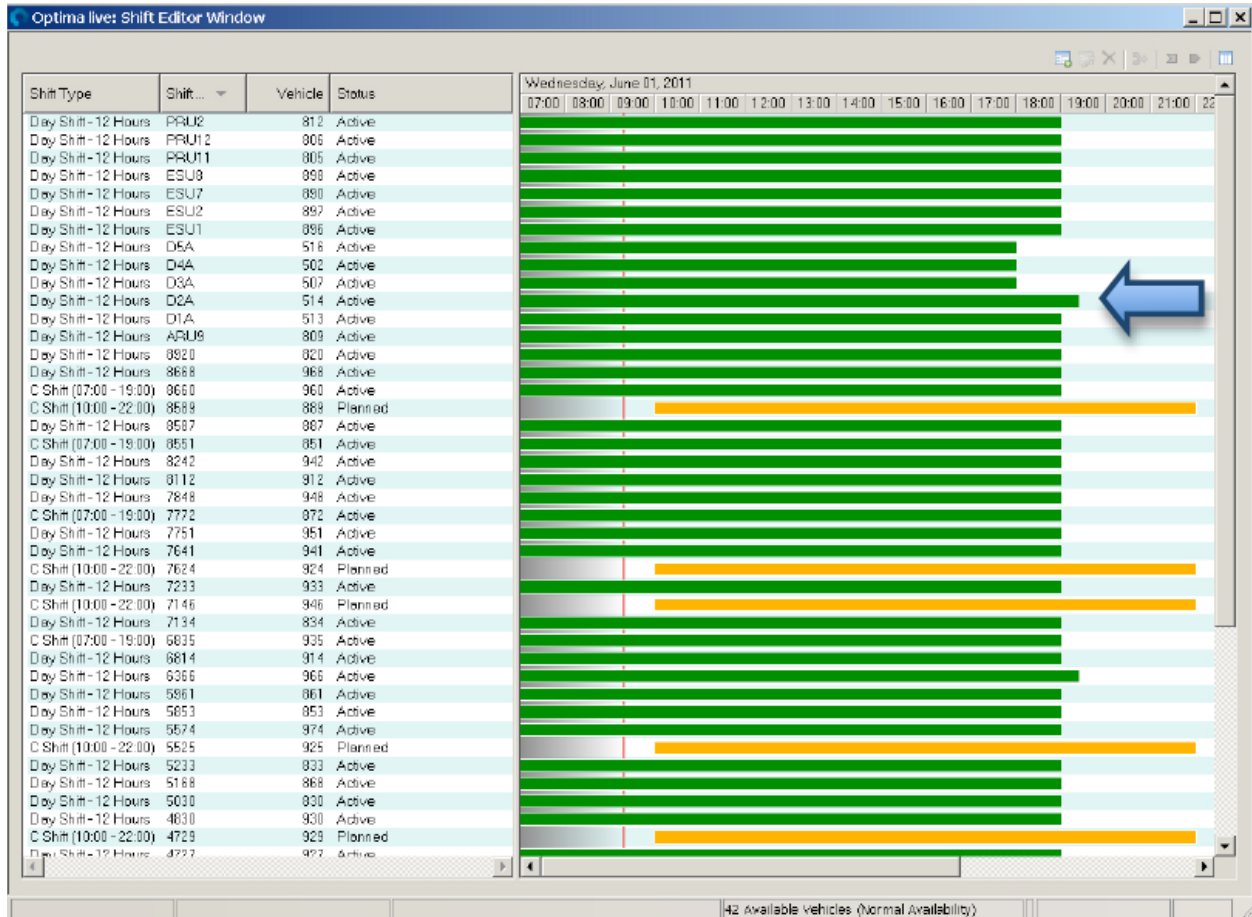 Optima live: Shift Editor Window
Shift Type Shift... Vehicle Status
Wednesday, June 01, 2011
07:00 08:00 09:00 10:00 11:00 12:00 13:00 14:00 15:00 16:00 17:00 18:00 19:00 20:00 21:00 22
Day Shift - 12 Hours PRU2 812 Active
Day Shift - 12 Hours PRU12 806 Active
Day Shift - 12 Hours PRU11 805 Active
Day Shift - 12 Hours ESU8 898 Active
Day Shift - 12 Hours ESU7 890 Active
Day Shift - 12 Hours ESU2 897 Active
Day Shift - 12 Hours ESU1 896 Active
Day Shift - 12 Hours D5A 516 Active
Day Shift - 12 Hours D4A 502 Active
Day Shift - 12 Hours D3A 507 Active
Day Shift - 12 Hours D2A 514 Active
Day Shift - 12 Hours D1A 513 Active
Day Shift - 12 Hours ARU9 809 Active
Day Shift - 12 Hours 8920 820 Active
Day Shift - 12 Hours 8668 968 Active
C Shift (07:00 - 19:00) 8660 960 Active
C Shift (10:00 - 22:00) 8589 889 Planned
Day Shift - 12 Hours 8587 887 Active
C Shift (07:00 - 19:00) 8551 851 Active
Day Shift - 12 Hours 8242 942 Active
Day Shift - 12 Hours 8112 912 Active
Day Shift - 12 Hours 7848 948 Active
C Shift (07:00 - 19:00) 7772 872 Active
Day Shift - 12 Hours 7751 951 Active
Day Shift - 12 Hours 7641 941 Active
C Shift (10:00 - 22:00) 7624 924 Planned
Day Shift - 12 Hours 7233 933 Active
C Shift (10:00 - 22:00) 7146 946 Planned
Day Shift - 12 Hours 7134 834 Active
C Shift (07:00 - 19:00) 6835 935 Active
Day Shift - 12 Hours 6814 914 Active
Day Shift - 12 Hours 6366 966 Active
Day Shift - 12 Hours 5961 861 Active
Day Shift - 12 Hours 5853 853 Active
Day Shift - 12 Hours 5574 974 Active
C Shift (10:00 - 22:00) 5525 925 Planned
Day Shift - 12 Hours 5233 833 Active
Day Shift - 12 Hours 5168 868 Active
Day Shift - 12 Hours 5030 830 Active
Day Shift - 12 Hours 4830 930 Active
C Shift (10:00 - 22:00) 4729 929 Planned
Day Shift - 12 Hours 4727 927 Active
42 Available Vehicles (Normal Availability)